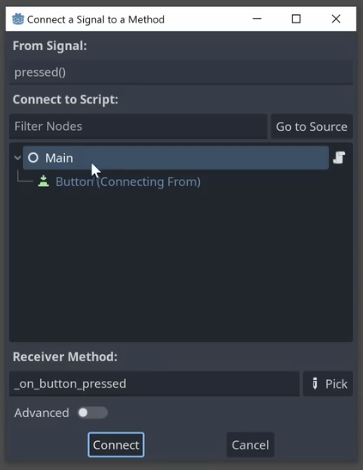 Connect a Signal to a Method
From Signal:
pressed()
Connect to Script:
Filter Nodes
Go to Source
Main
Button (Connecting From)
Receiver Method:
_on_button_pressed
Pick
Advanced
Connect
Cancel